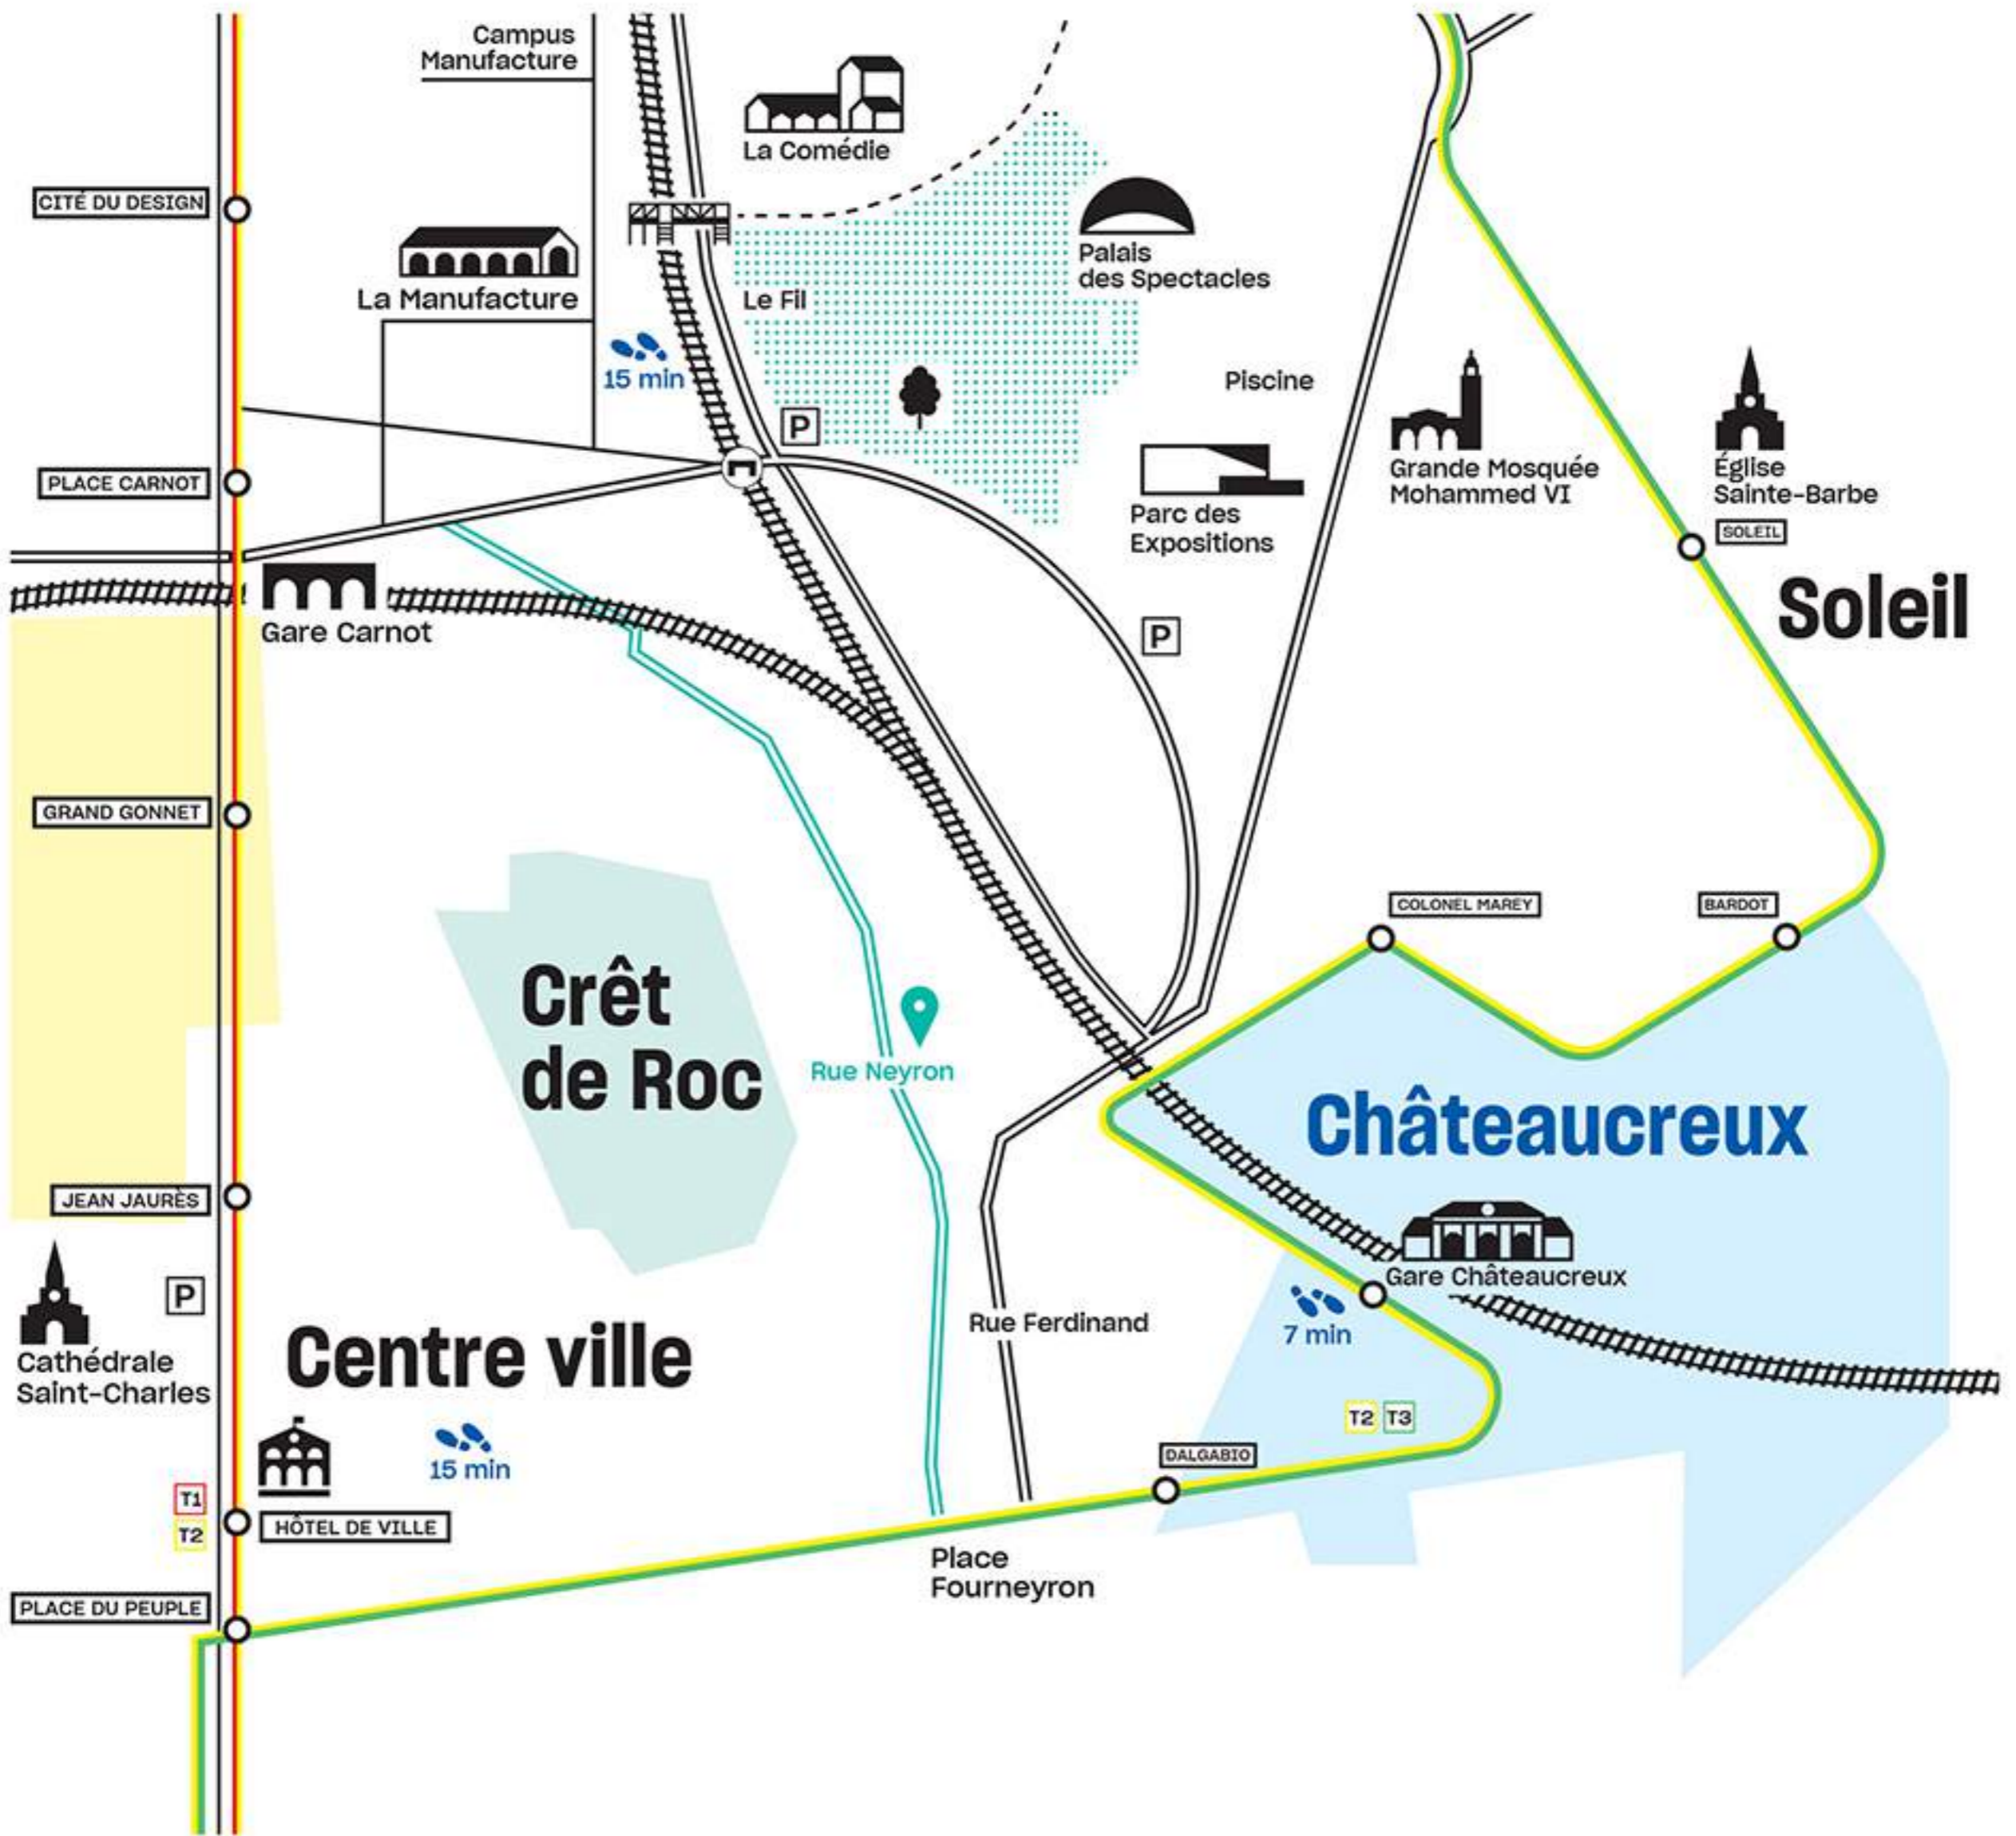 Campus
Manufacture
La Comédie
CITÉ DU DESIGN
La Manufacture
Palais
des Spectacles
Le Fil
15 min
P
Piscine
PLACE CARNOT
Grande Mosquée
Mohammed VI
Église
Sainte-Barbe
SOLEIL
Parc des
Expositions
Soleil
Gare Carnot
P
GRAND GONNET
COLONEL MAREY
BARDOT
Crêt
de Roc
Rue Neyron
Châteaucreux
JEAN JAURÈS
P
Cathédrale
Saint-Charles
Centre ville
Gare Châteaucreux
Rue Ferdinand
7 min
T2 T3
15 min
DALGABIO
T1
T2
HÔTEL DE VILLE
Place
Fourneyron
PLACE DU PEUPLE